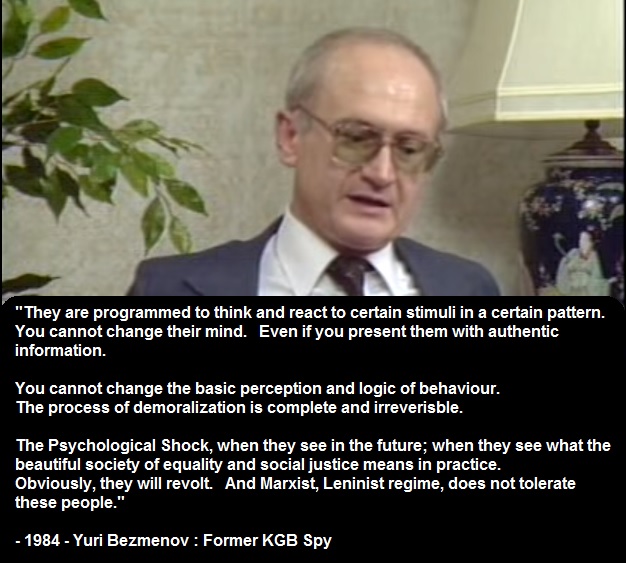 "They are programmed to think and react to certain stimuli in a certain pattern.
You cannot change their mind.   Even if you present them with authentic
information.

You cannot change the basic perception and logic of behaviour.
The process of demoralization is complete and irreverisble.

The Psychological Shock, when they see in the future; when they see what the
beautiful society of equality and social justice means in practice.
Obviously, they will revolt.   And Marxist, Leninist regime, does not tolerate
these people."

- 1984 - Yuri Bezmenov : Former KGB Spy